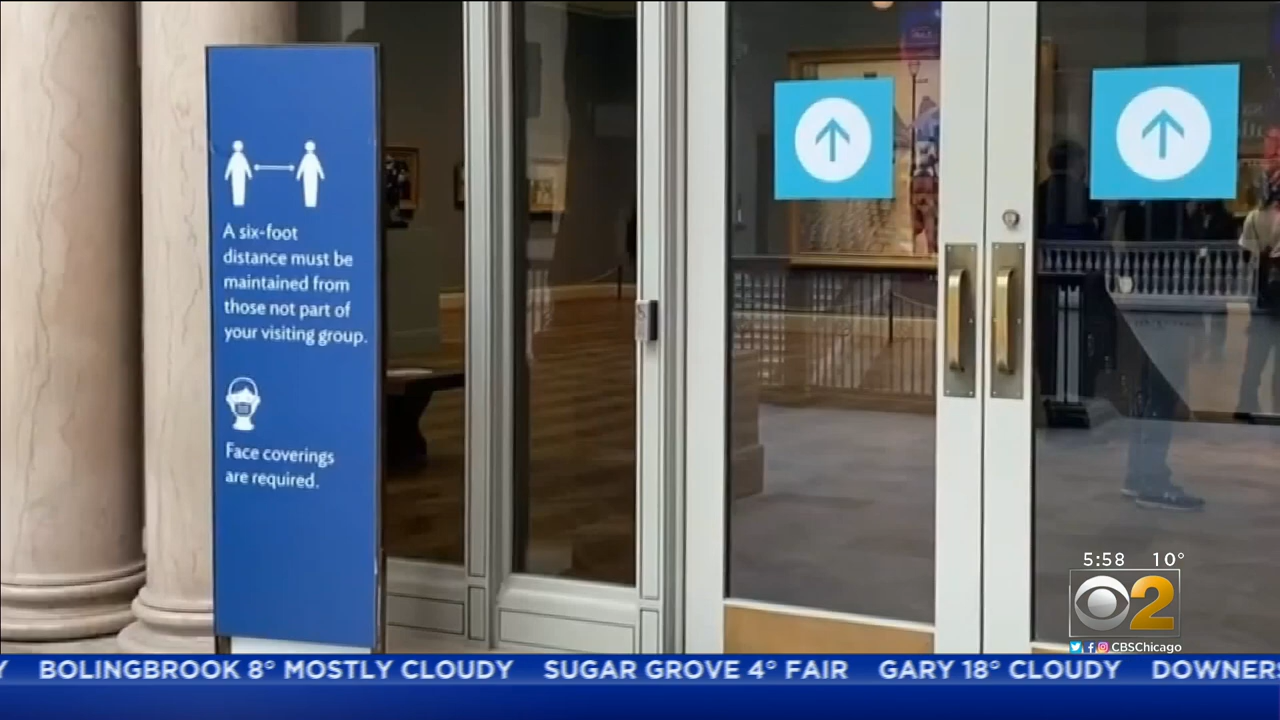 A six-foot
distance must be
maintained from
those not part of
your visiting group.
Face coverings
are required.
5:58 10°
2
CBSChicago
Y BOLINGBROOK 8° MOSTLY CLOUDY SUGAR GROVE 4° FAIR GARY 18° CLOUDY DOWNERS